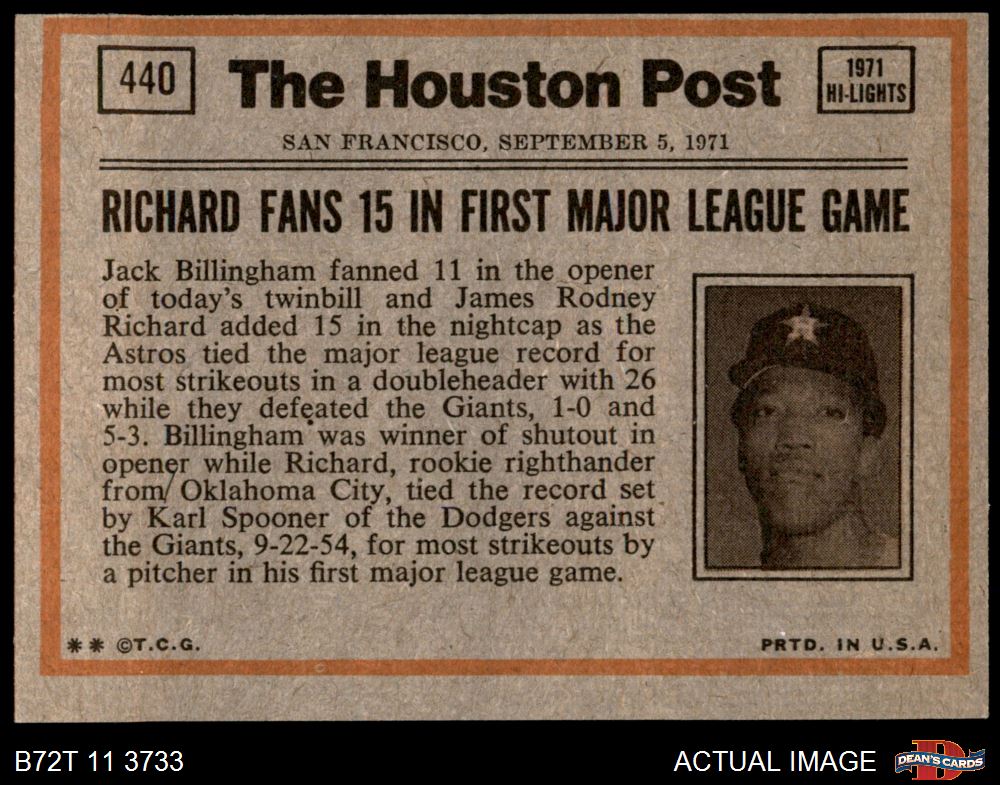 440
The Houston Post
1971
HI-LIGHTS
SAN FRANCISCO, SEPTEMBER 5, 1971
RICHARD FANS 15 IN FIRST MAJOR LEAGUE GAME
Jack Billingham fanned 11 in the opener
of today's twinbill and James Rodney
Richard added 15 in the nightcap as the
Astros tied the major league record for
most strikeouts in a doubleheader with 26
while they defeated the Giants, 1-0 and
5-3. Billingham was winner of shutout in
opener while Richard, rookie righthander
from Oklahoma City, tied the record set
by Karl Spooner of the Dodgers against
the Giants, 9-22-54, for most strikeouts by
a pitcher in his first major league game.
** ©T.C.G.
PRTD. IN U.S.A.
B72T 11 3733
ACTUAL IMAGE
D
DEAN'S CARDS